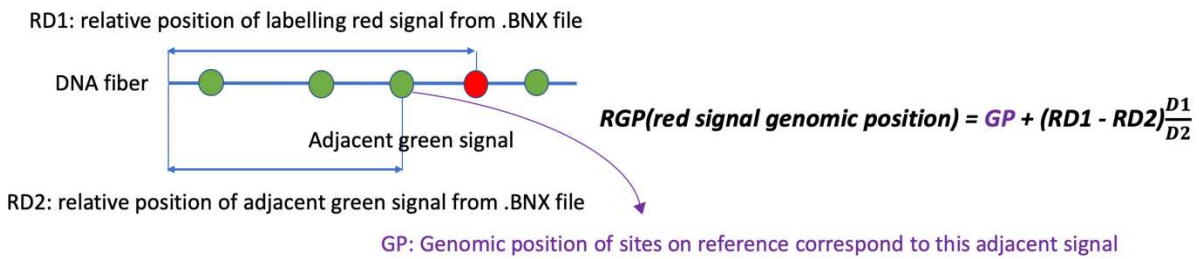 RD1: relative position of labelling red signal from .BNX file
DNA fiber
RGP(red signal genomic position) = GP + (RD1 - RD2)D1/D2
Adjacent green signal
RD2: relative position of adjacent green signal from .BNX file
GP: Genomic position of sites on reference correspond to this adjacent signal